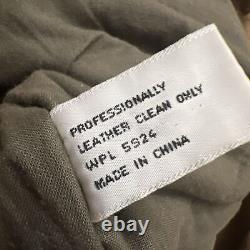 PROFESSIONALLY
LEATHER CLEAN ONLY
WPL 5924
MADE IN CHINA